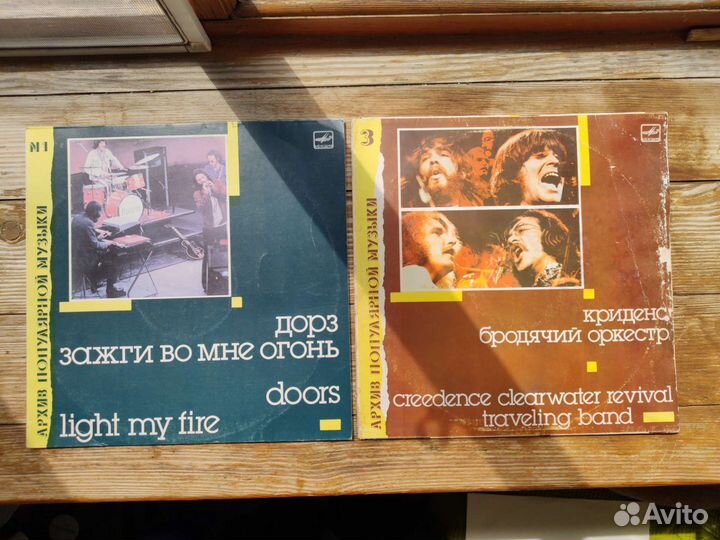 №1
АРХИВ ПОПУЛЯРНОЙ МУЗЫКИ
дорз
зажги во мне огонь
doors
light my fire
3
АРХИВ ПОПУЛЯРНОЙ МУЗЫКИ
криденс
бродячий оркестр
creedence clearwater revival
traveling band
Avito